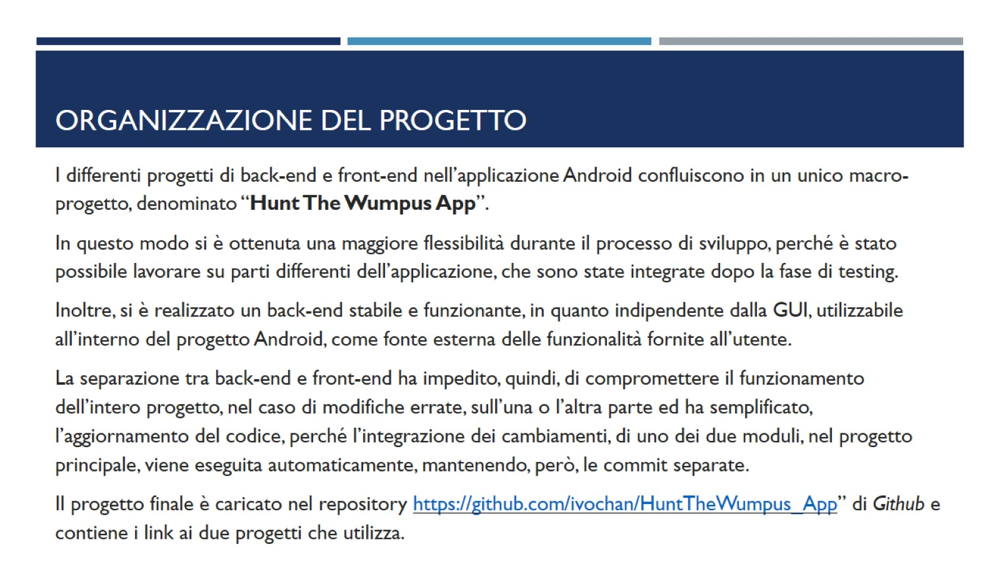 ORGANIZZAZIONE DEL PROGETTO
I differenti progetti di back-end e front-end nell’applicazione Android confluiscono in un unico macro-
progetto, denominato “Hunt The Wumpus App”.
In questo modo si è ottenuta una maggiore flessibilità durante il processo di sviluppo, perché è stato
possibile lavorare su parti differenti dell’applicazione, che sono state integrate dopo la fase di testing.
Inoltre, si è realizzato un back-end stabile e funzionante, in quanto indipendente dalla GUI, utilizzabile
all’interno del progetto Android, come fonte esterna delle funzionalità fornite all’utente.
La separazione tra back-end e front-end ha impedito, quindi, di compromettere il funzionamento
dell’intero progetto, nel caso di modifiche errate, sull’una o l’altra parte ed ha semplificato,
l’aggiornamento del codice, perché l’integrazione dei cambiamenti, di uno dei due moduli, nel progetto
principale, viene eseguita automaticamente, mantenendo, però, le commit separate.
Il progetto finale è caricato nel repository https://github.com/ivochan/HuntTheWumpus_App” di Github e
contiene i link ai due progetti che utilizza.